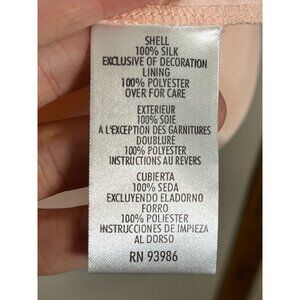 SHELL
100% SILK
EXCLUSIVE OF DECORATION
LINING
100% POLYESTER
OVER FOR CARE
EXTERIEUR
100% SOIE
A L'EXCEPTION DES GARNITURES
DOUBLURE
100% POLYESTER
INSTRUCTIONS AU REVERS
CUBIERTA
100% SEDA
EXCLUYENDO ELADORNO
FORRO
100% POLIESTER
INSTRUCCIONES DE IMPIEZA
AL DORSO
RN 93986